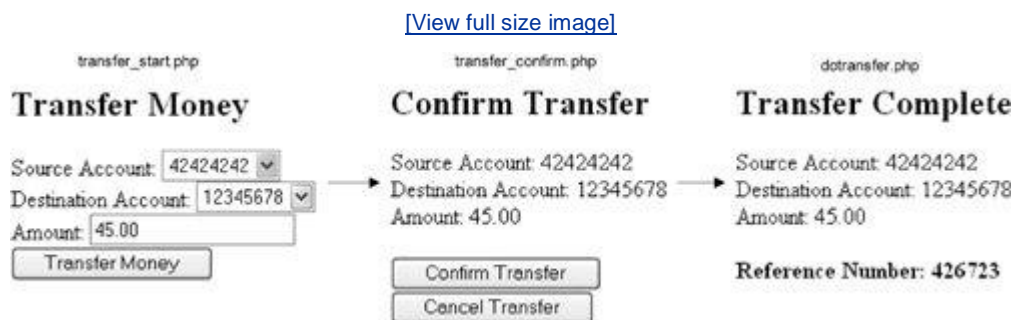 [View full size image]
transfer_start.php
Transfer Money
Source Account: 42424242
Destination Account: 12345678
Amount: 45.00
Transfer Money
transfer_confirm.php
Confirm Transfer
Source Account: 42424242
Destination Account: 12345678
Amount: 45.00
Confirm Transfer
Cancel Transfer
dotransfer.php
Transfer Complete
Source Account: 42424242
Destination Account: 12345678
Amount: 45.00
Reference Number: 426723